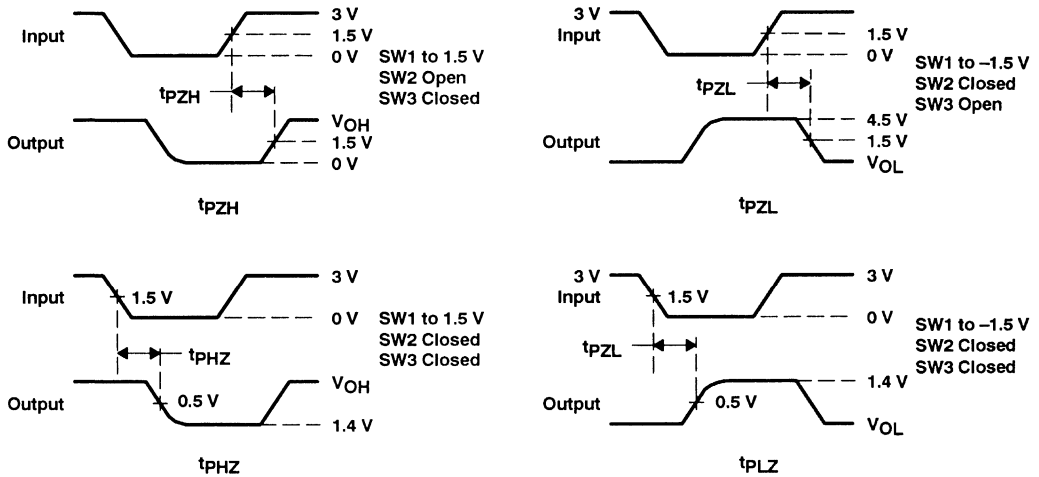 3 V
Input
1.5 V
0 V
SW1 to 1.5 V
SW2 Open
SW3 Closed
tPZH
Output
VOH
1.5 V
0 V
tPZH
3 V
Input
1.5 V
0 V
SW1 to –1.5 V
SW2 Closed
SW3 Open
tPZL
Output
4.5 V
1.5 V
VOL
tPZL
3 V
Input
1.5 V
0 V
SW1 to 1.5 V
SW2 Closed
SW3 Closed
tPHZ
Output
VOH
0.5 V
1.4 V
tPHZ
3 V
3 V
Input
1.5 V
0 V
SW1 to –1.5 V
SW2 Closed
SW3 Closed
tPZL
Output
1.4 V
0.5 V
VOL
tPLZ